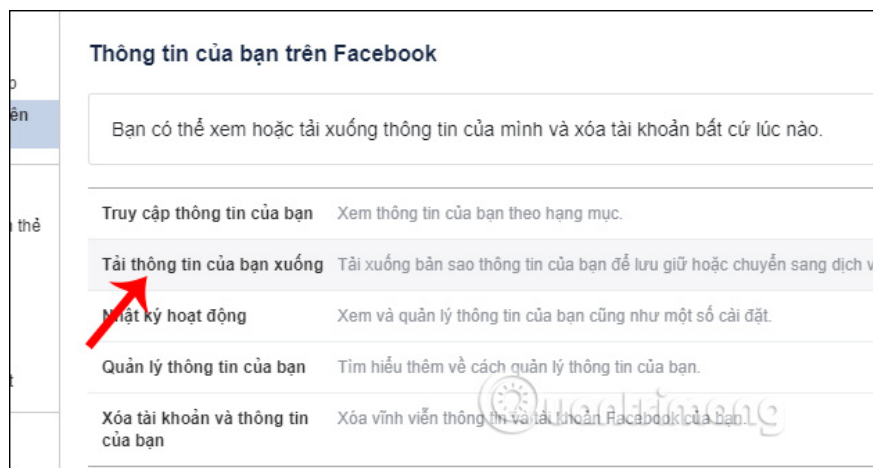 Thông tin của bạn trên Facebook
ên
Bạn có thể xem hoặc tải xuống thông tin của mình và xóa tài khoản bất cứ lúc nào.
Truy cập thông tin của bạn Xem thông tin của bạn theo hạng mục.
thẻ
Tải thông tin của bạn xuống Tải xuống bản sao thông tin của bạn để lưu giữ hoặc chuyển sang dịch v
Nhật ký hoạt động Xem và quản lý thông tin của bạn cũng như một số cài đặt.
Quản lý thông tin của bạn Tìm hiểu thêm về cách quản lý thông tin của bạn.
Xóa tài khoản và thông tin Xóa vĩnh viễn thông tin và tài khoản Facebook của bạn.
của bạn
Quantrimang